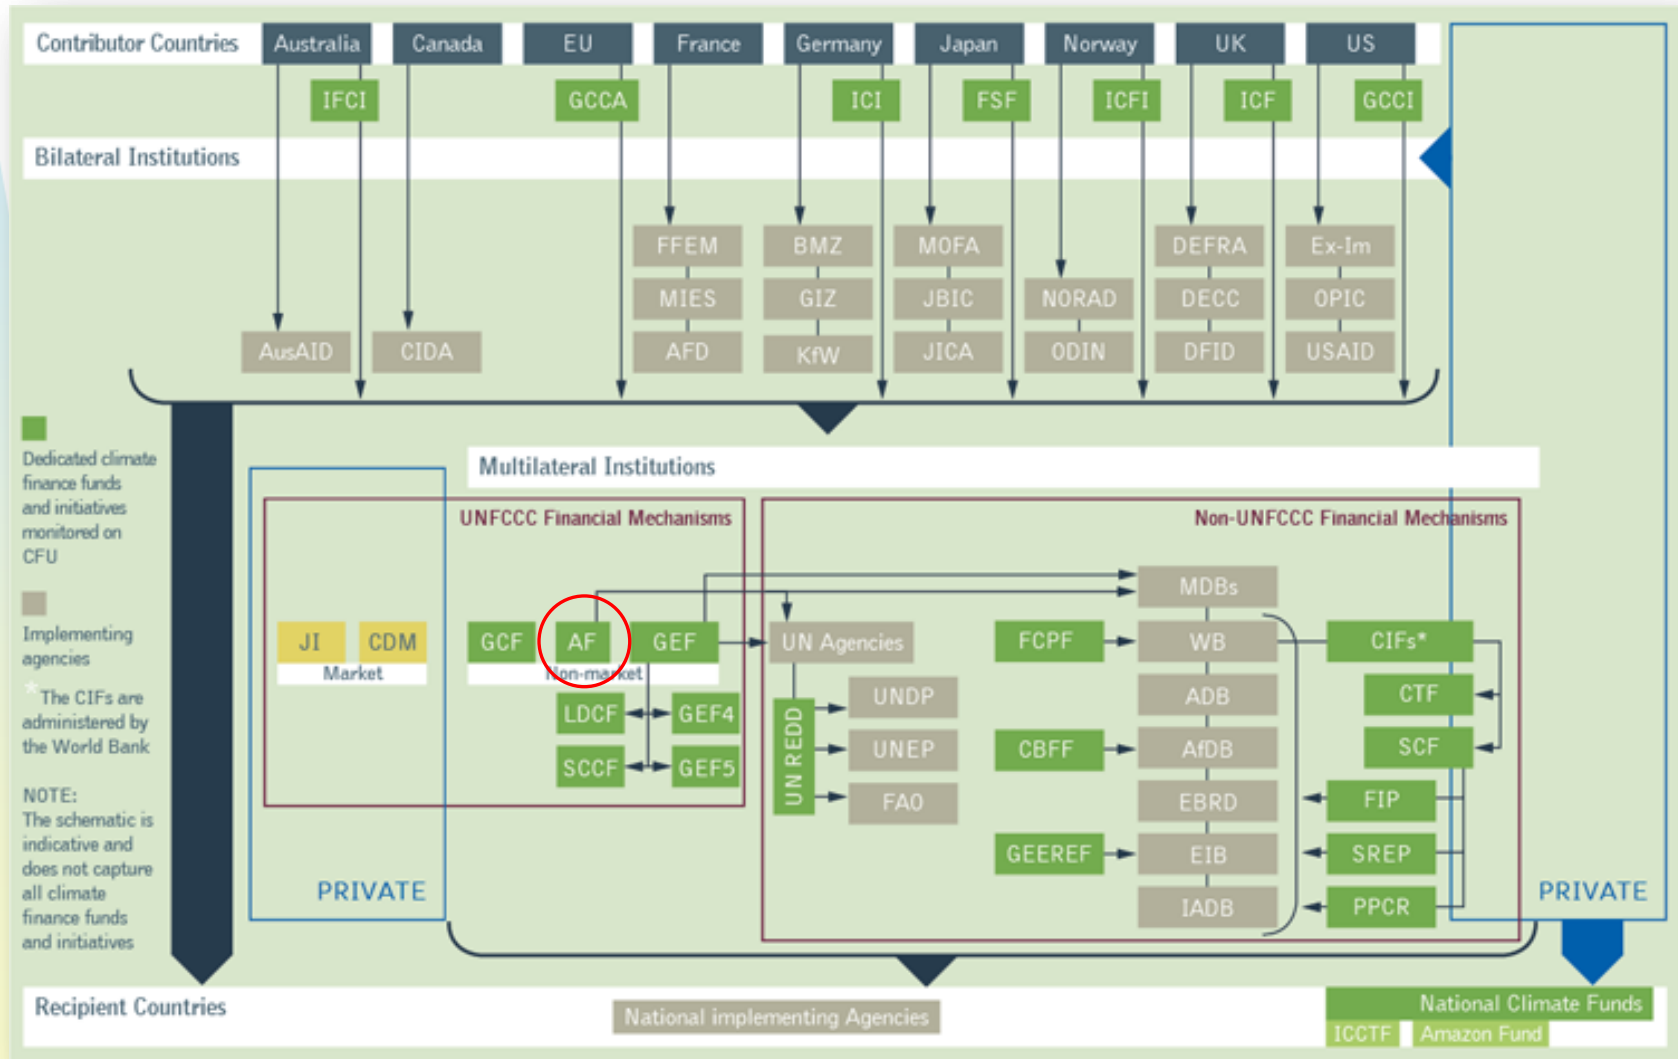 Contributor Countries
Australia
Canada
EU
France
Germany
Japan
Norway
UK
US
IFCI
GCCA
ICI
FSF
ICFI
ICF
GCCI
Bilateral Institutions
FFEM
BMZ
MOFA
DEFRA
Ex-Im
MIES
GIZ
JBIC
NORAD
DECC
OPIC
AusAID
CIDA
AFD
KfW
JICA
ODIN
DFID
USAID
Dedicated climate
finance funds
and initiatives
monitored on
CFU
Implementing
agencies
*The CIFs are
administered by
the World Bank
NOTE:
The schematic is
indicative and
does not capture
all climate
finance funds
and initiatives
Multilateral Institutions
UNFCCC Financial Mechanisms
Non-UNFCCC Financial Mechanisms
JI
CDM
Market
GCF
AF
GEF
Non-market
LDCF
GEF4
SCCF
GEF5
PRIVATE
UN Agencies
UN REDD
UNDP
UNEP
FAO
FCPF
CBFF
GEEREF
MDBs
WB
ADB
AfDB
EBRD
EIB
IADB
CIFs*
CTF
SCF
FIP
SREP
PPCR
PRIVATE
Recipient Countries
National implementing Agencies
National Climate Funds
ICCTF
Amazon Fund